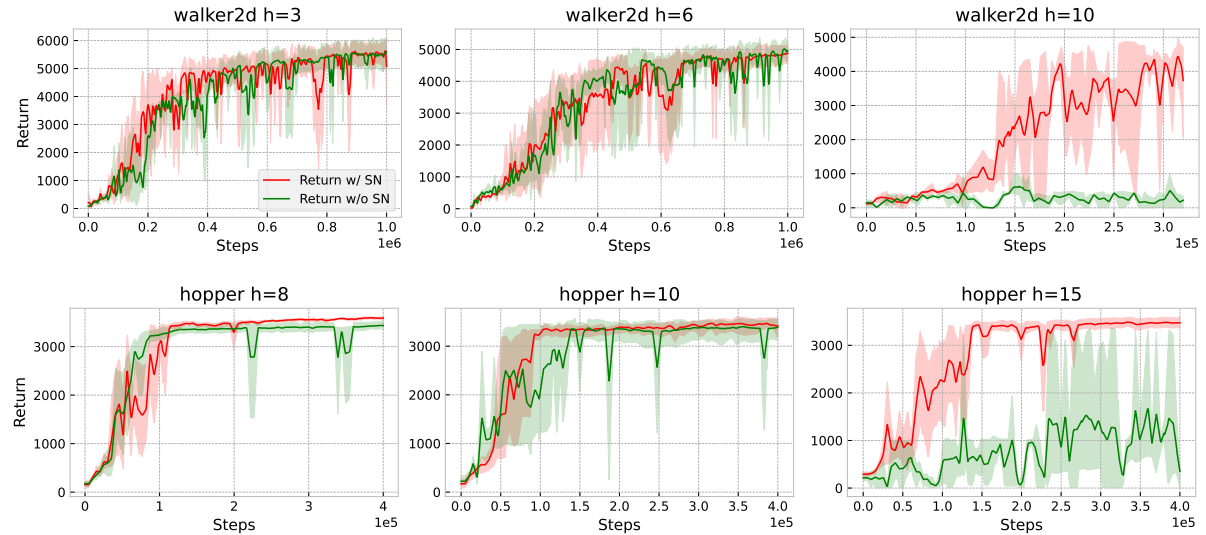 walker2d h=3
walker2d h=6
walker2d h=10
Return
6000
5000
4000
3000
2000
1000
0
Return w/ SN
Return w/o SN
0.0 0.2 0.4 0.6 0.8 1.0
1e6
Steps
5000
4000
3000
2000
1000
0
0.0 0.2 0.4 0.6 0.8 1.0
1e6
Steps
5000
4000
3000
2000
1000
0
0.0 0.5 1.0 1.5 2.0 2.5 3.0
1e5
Steps
hopper h=8
hopper h=10
hopper h=15
Return
3000
2000
1000
0
0 1 2 3 4
1e5
Steps
3000
2000
1000
0
0.0 0.5 1.0 1.5 2.0 2.5 3.0 3.5 4.0
1e5
Steps
3000
2000
1000
0
0.0 0.5 1.0 1.5 2.0 2.5 3.0 3.5 4.0
1e5
Steps